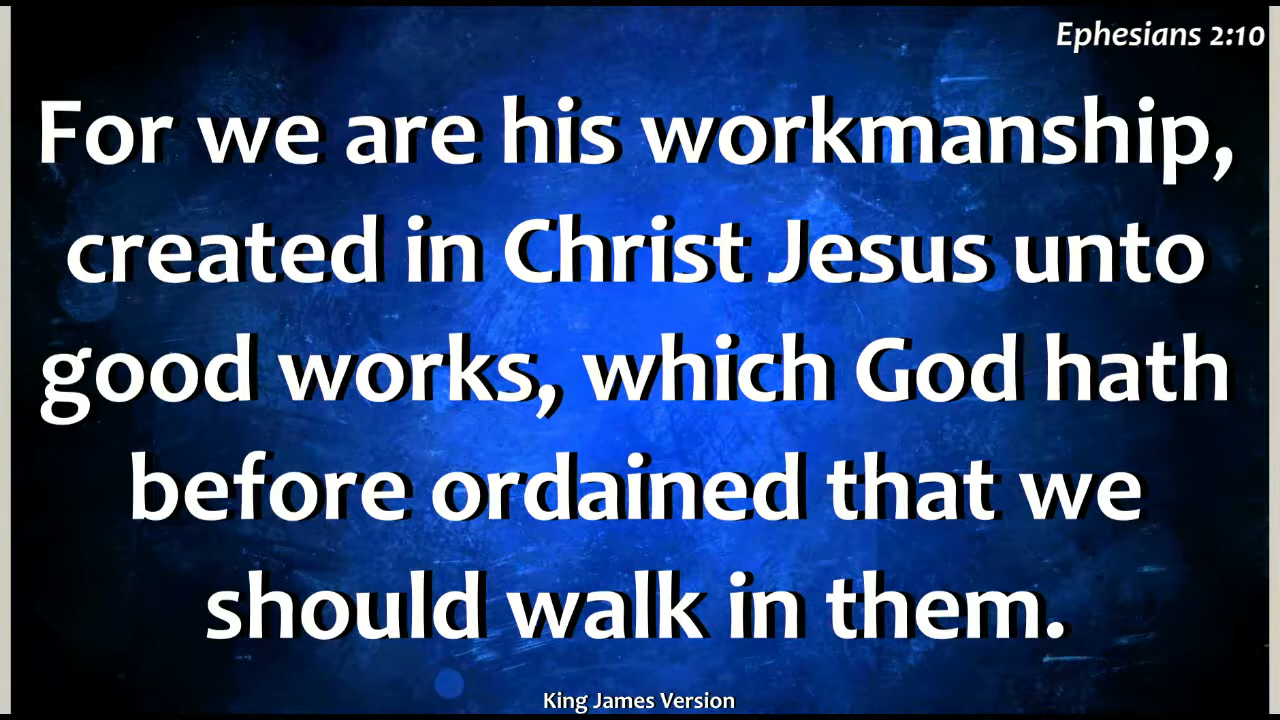 Ephesians 2:10
For we are his workmanship,
created in Christ Jesus unto
good works, which God hath
before ordained that we
should walk in them.
King James Version